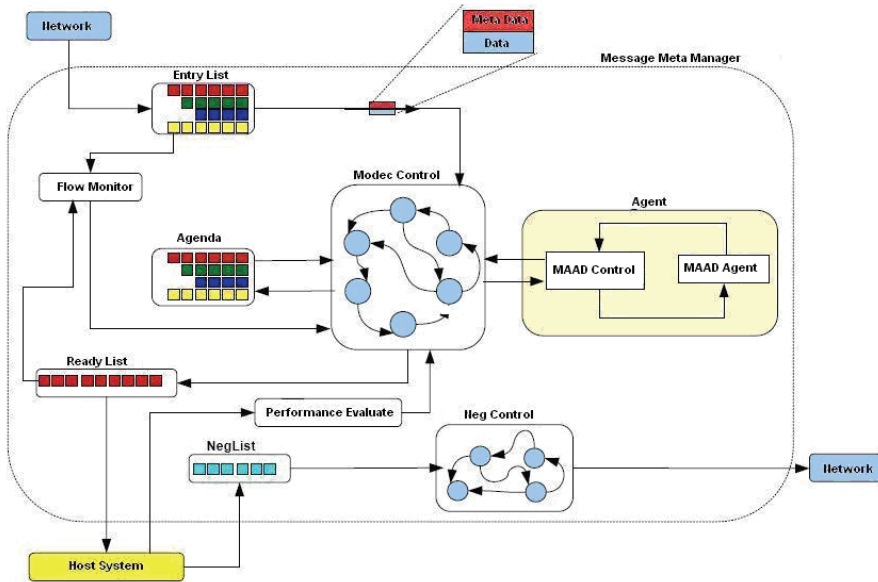 Network
Meta Data
Data
Message Meta Manager
Entry List
Flow Monitor
Modec Control
Agent
Agenda
MAAD Control
MAAD Agent
Ready List
Performance Evaluate
Neg Control
NegList
Network
Host System